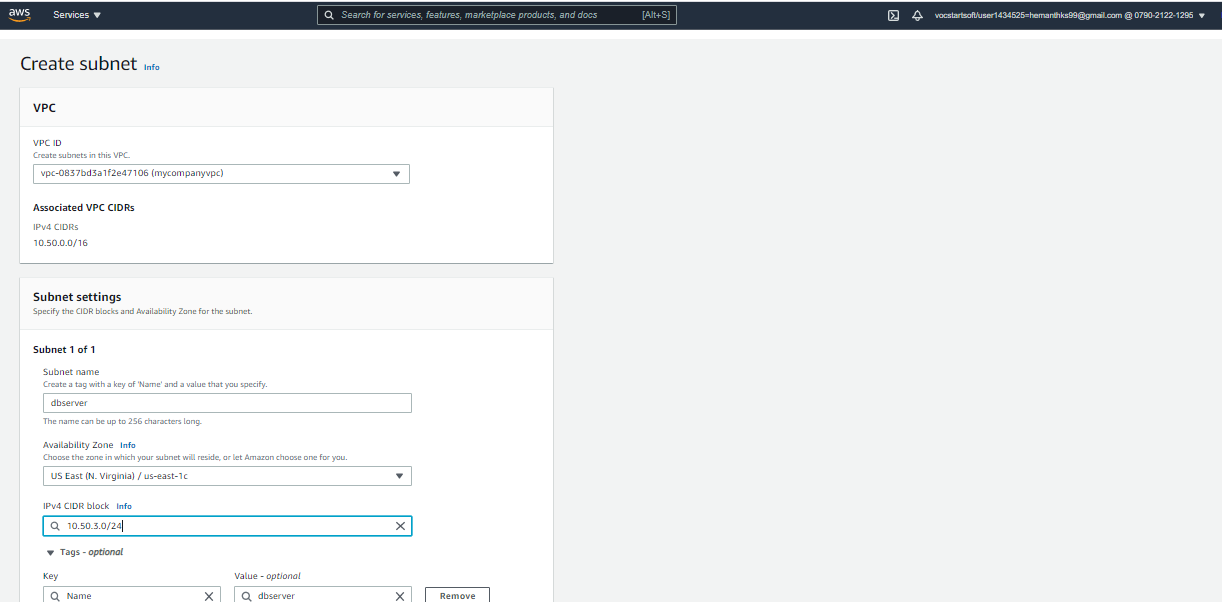 aws Services ▼ Search for services, features, marketplace products, and docs [Alt+S] vocstartsoft/user1434525=hemanthks99@gmail.com @ 0790-2122-1295 ▼
Create subnet Info
VPC
VPC ID
Create subnets in this VPC.
vpc-0837bd3a1f2e47106 (mycompanyvpc)
Associated VPC CIDRs
IPv4 CIDRs
10.50.0.0/16
Subnet settings
Specify the CIDR blocks and Availability Zone for the subnet.
Subnet 1 of 1
Subnet name
Create a tag with a key of 'Name' and a value that you specify.
dbserver
The name can be up to 256 characters long.
Availability Zone Info
Choose the zone in which your subnet will reside, or let Amazon choose one for you.
US East (N. Virginia) / us-east-1c
IPv4 CIDR block Info
10.50.3.0/24
Tags - optional
Key Value - optional
Name dbserver Remove